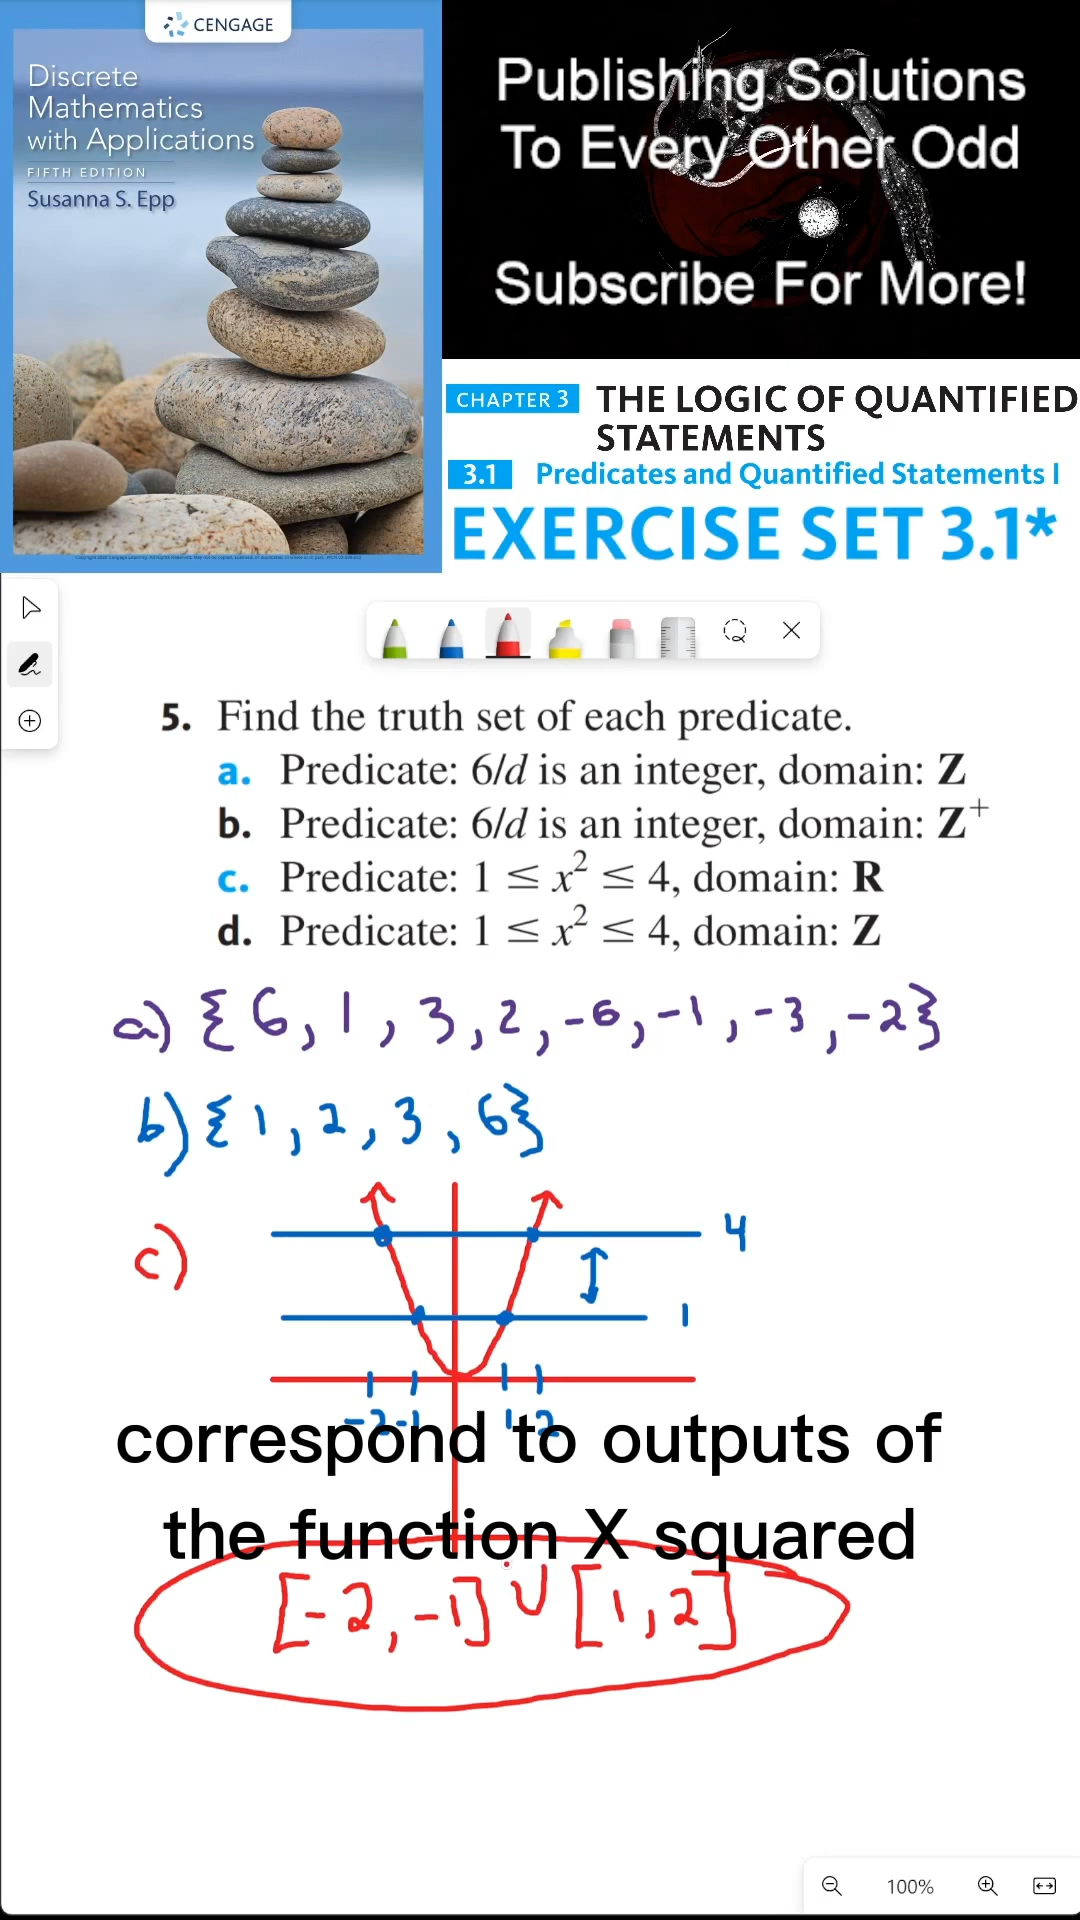 CENGAGE
Discrete
Mathematics
with Applications
FIFTH EDITION
Susanna S. Epp
Publishing Solutions
To Every Other Odd
Subscribe For More!
CHAPTER 3 THE LOGIC OF QUANTIFIED
STATEMENTS
3.1 Predicates and Quantified Statements I
EXERCISE SET 3.1*
5. Find the truth set of each predicate.
a. Predicate: 6/d is an integer, domain: Z
b. Predicate: 6/d is an integer, domain: Z⁺
c. Predicate: 1 ≤ x² ≤ 4, domain: R
d. Predicate: 1 ≤ x² ≤ 4, domain: Z
a) {6, 1, 3, 2, -6, -1, -3, -2}
b) {1, 2, 3, 6}
c)
4
1
-2 -1 1 2
correspond to outputs of
the function X squared
[-2, -1] ∪ [1, 2]
100%